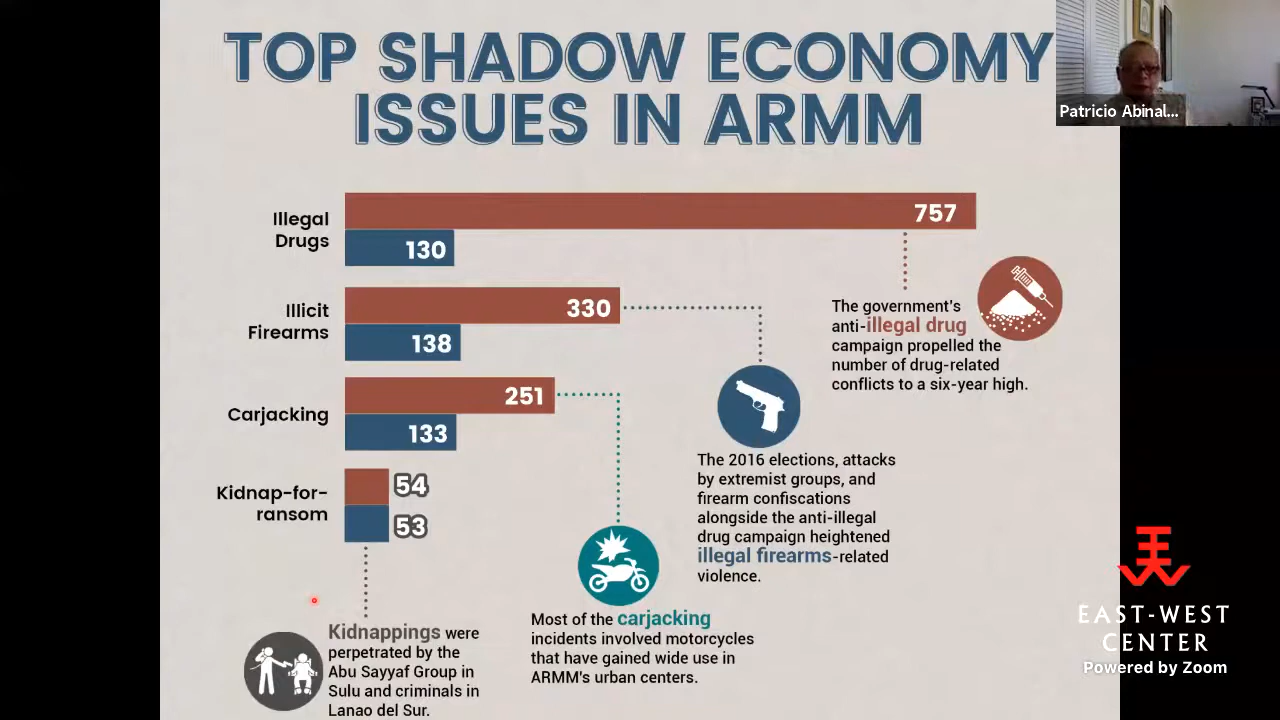 TOP SHADOW ECONOMY
ISSUES IN ARMM
Patricio Abinal...
Illegal
Drugs
757
130
Illicit
Firearms
330
138
Carjacking
251
133
Kidnap-for-
ransom
54
53
The government's
anti-illegal drug
campaign propelled the
number of drug-related
conflicts to a six-year high.
The 2016 elections, attacks
by extremist groups, and
firearm confiscations
alongside the anti-illegal
drug campaign heightened
illegal firearms-related
violence.
Most of the carjacking
incidents involved motorcycles
that have gained wide use in
ARMM's urban centers.
Kidnappings were
perpetrated by the
Abu Sayyaf Group in
Sulu and criminals in
Lanao del Sur.
EAST-WEST
CENTER
Powered by Zoom